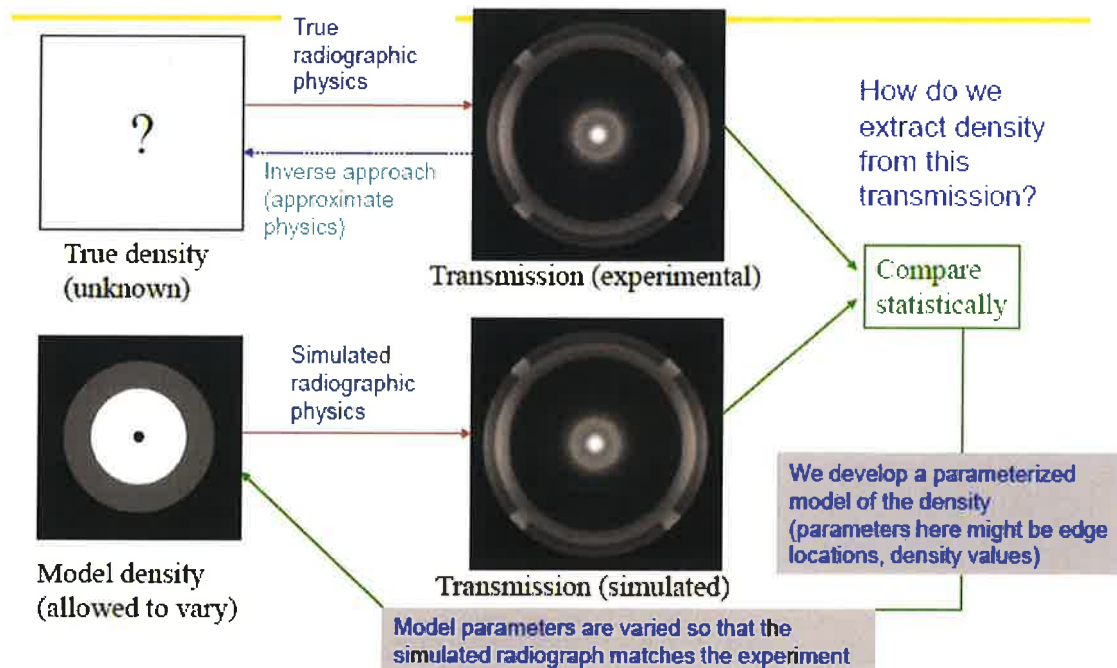 True
radiographic
physics
?
Inverse approach
(approximate
physics)
True density
(unknown)
Transmission (experimental)
How do we
extract density
from this
transmission?
Compare
statistically
Simulated
radiographic
physics
Model density
(allowed to vary)
Transmission (simulated)
We develop a parameterized
model of the density
(parameters here might be edge
locations, density values)
Model parameters are varied so that the
simulated radiograph matches the experiment